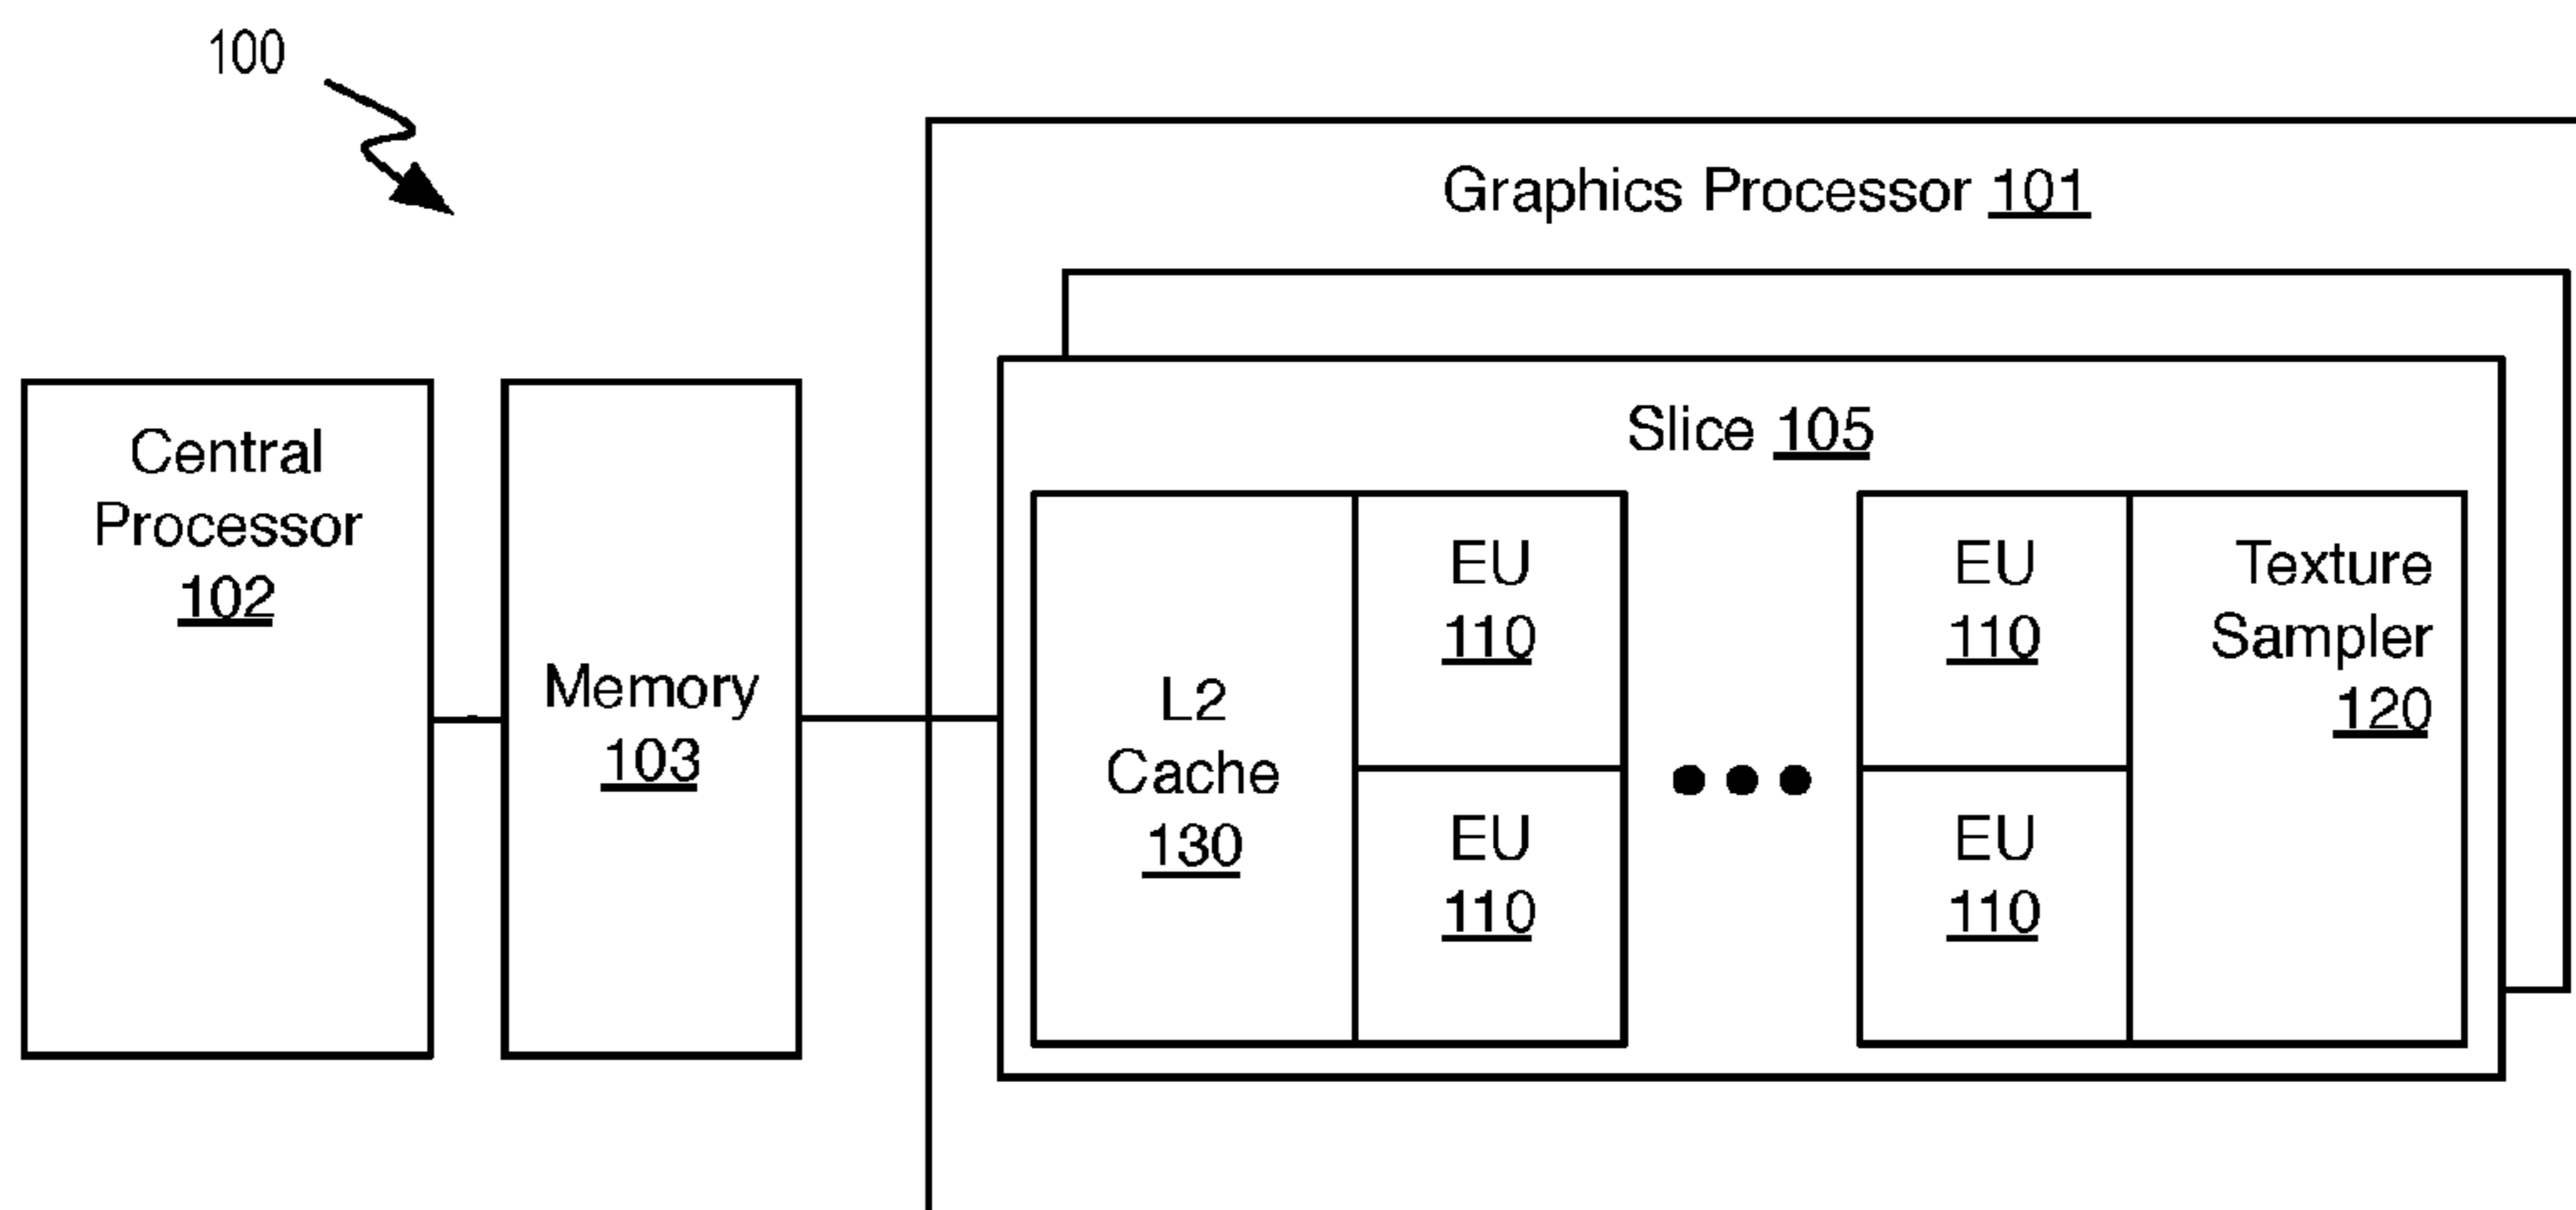 100
Graphics Processor 101
Slice 105
Central
Processor
102
Memory
103
L2
Cache
130
EU
110
EU
110
EU
110
EU
110
Texture
Sampler
120